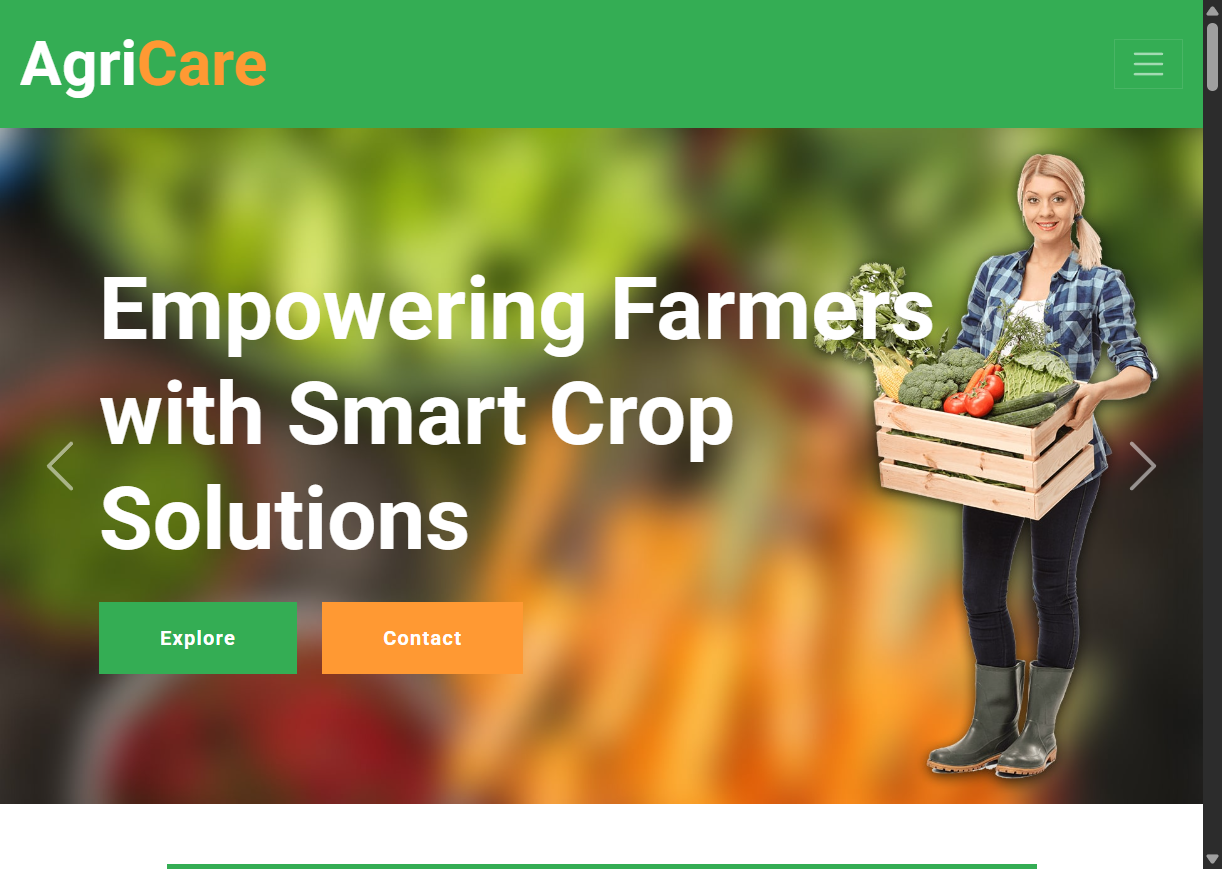 AgriCare
Empowering Farmers
with Smart Crop
Solutions
Explore
Contact